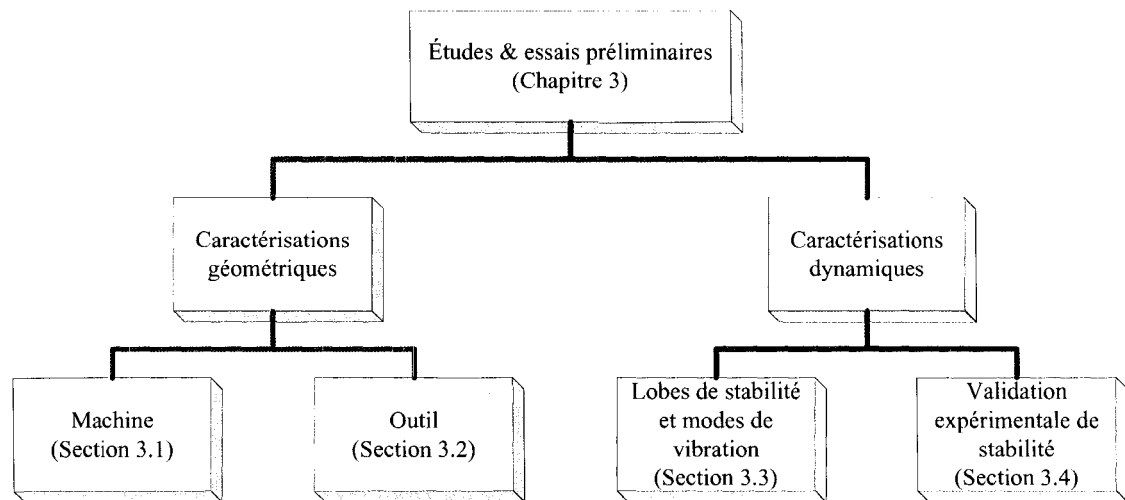 Études & essais préliminaires
(Chapitre 3)
Caractérisations
géométriques
Caractérisations
dynamiques
Machine
(Section 3.1)
Outil
(Section 3.2)
Lobes de stabilité
et modes de
vibration
(Section 3.3)
Validation
expérimentale de
stabilité
(Section 3.4)